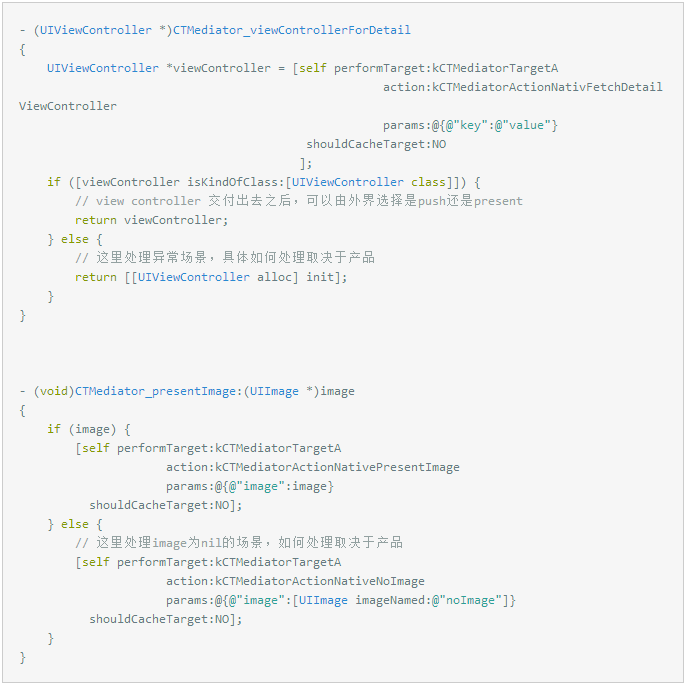 - (UIViewController *)CTMediator_viewControllerForDetail
{
    UIViewController *viewController = [self performTarget:kCTMediatorTargetA
                                                    action:kCTMediatorActionNativFetchDetail
ViewController
                                                    params:@{@"key":@"value"}
                                         shouldCacheTarget:NO
                                        ];
    if ([viewController isKindOfClass:[UIViewController class]]) {
        // view controller 交付出去之后，可以由外界选择是push还是present
        return viewController;
    } else {
        // 这里处理异常场景，具体如何处理取决于产品
        return [[UIViewController alloc] init];
    }
}
- (void)CTMediator_presentImage:(UIImage *)image
{
    if (image) {
        [self performTarget:kCTMediatorTargetA
                     action:kCTMediatorActionNativePresentImage
                     params:@{@"image":image}
          shouldCacheTarget:NO];
    } else {
        // 这里处理image为nil的场景，如何处理取决于产品
        [self performTarget:kCTMediatorTargetA
                     action:kCTMediatorActionNativeNoImage
                     params:@{@"image":[UIImage imageNamed:@"noImage"]}
          shouldCacheTarget:NO];
    }
}